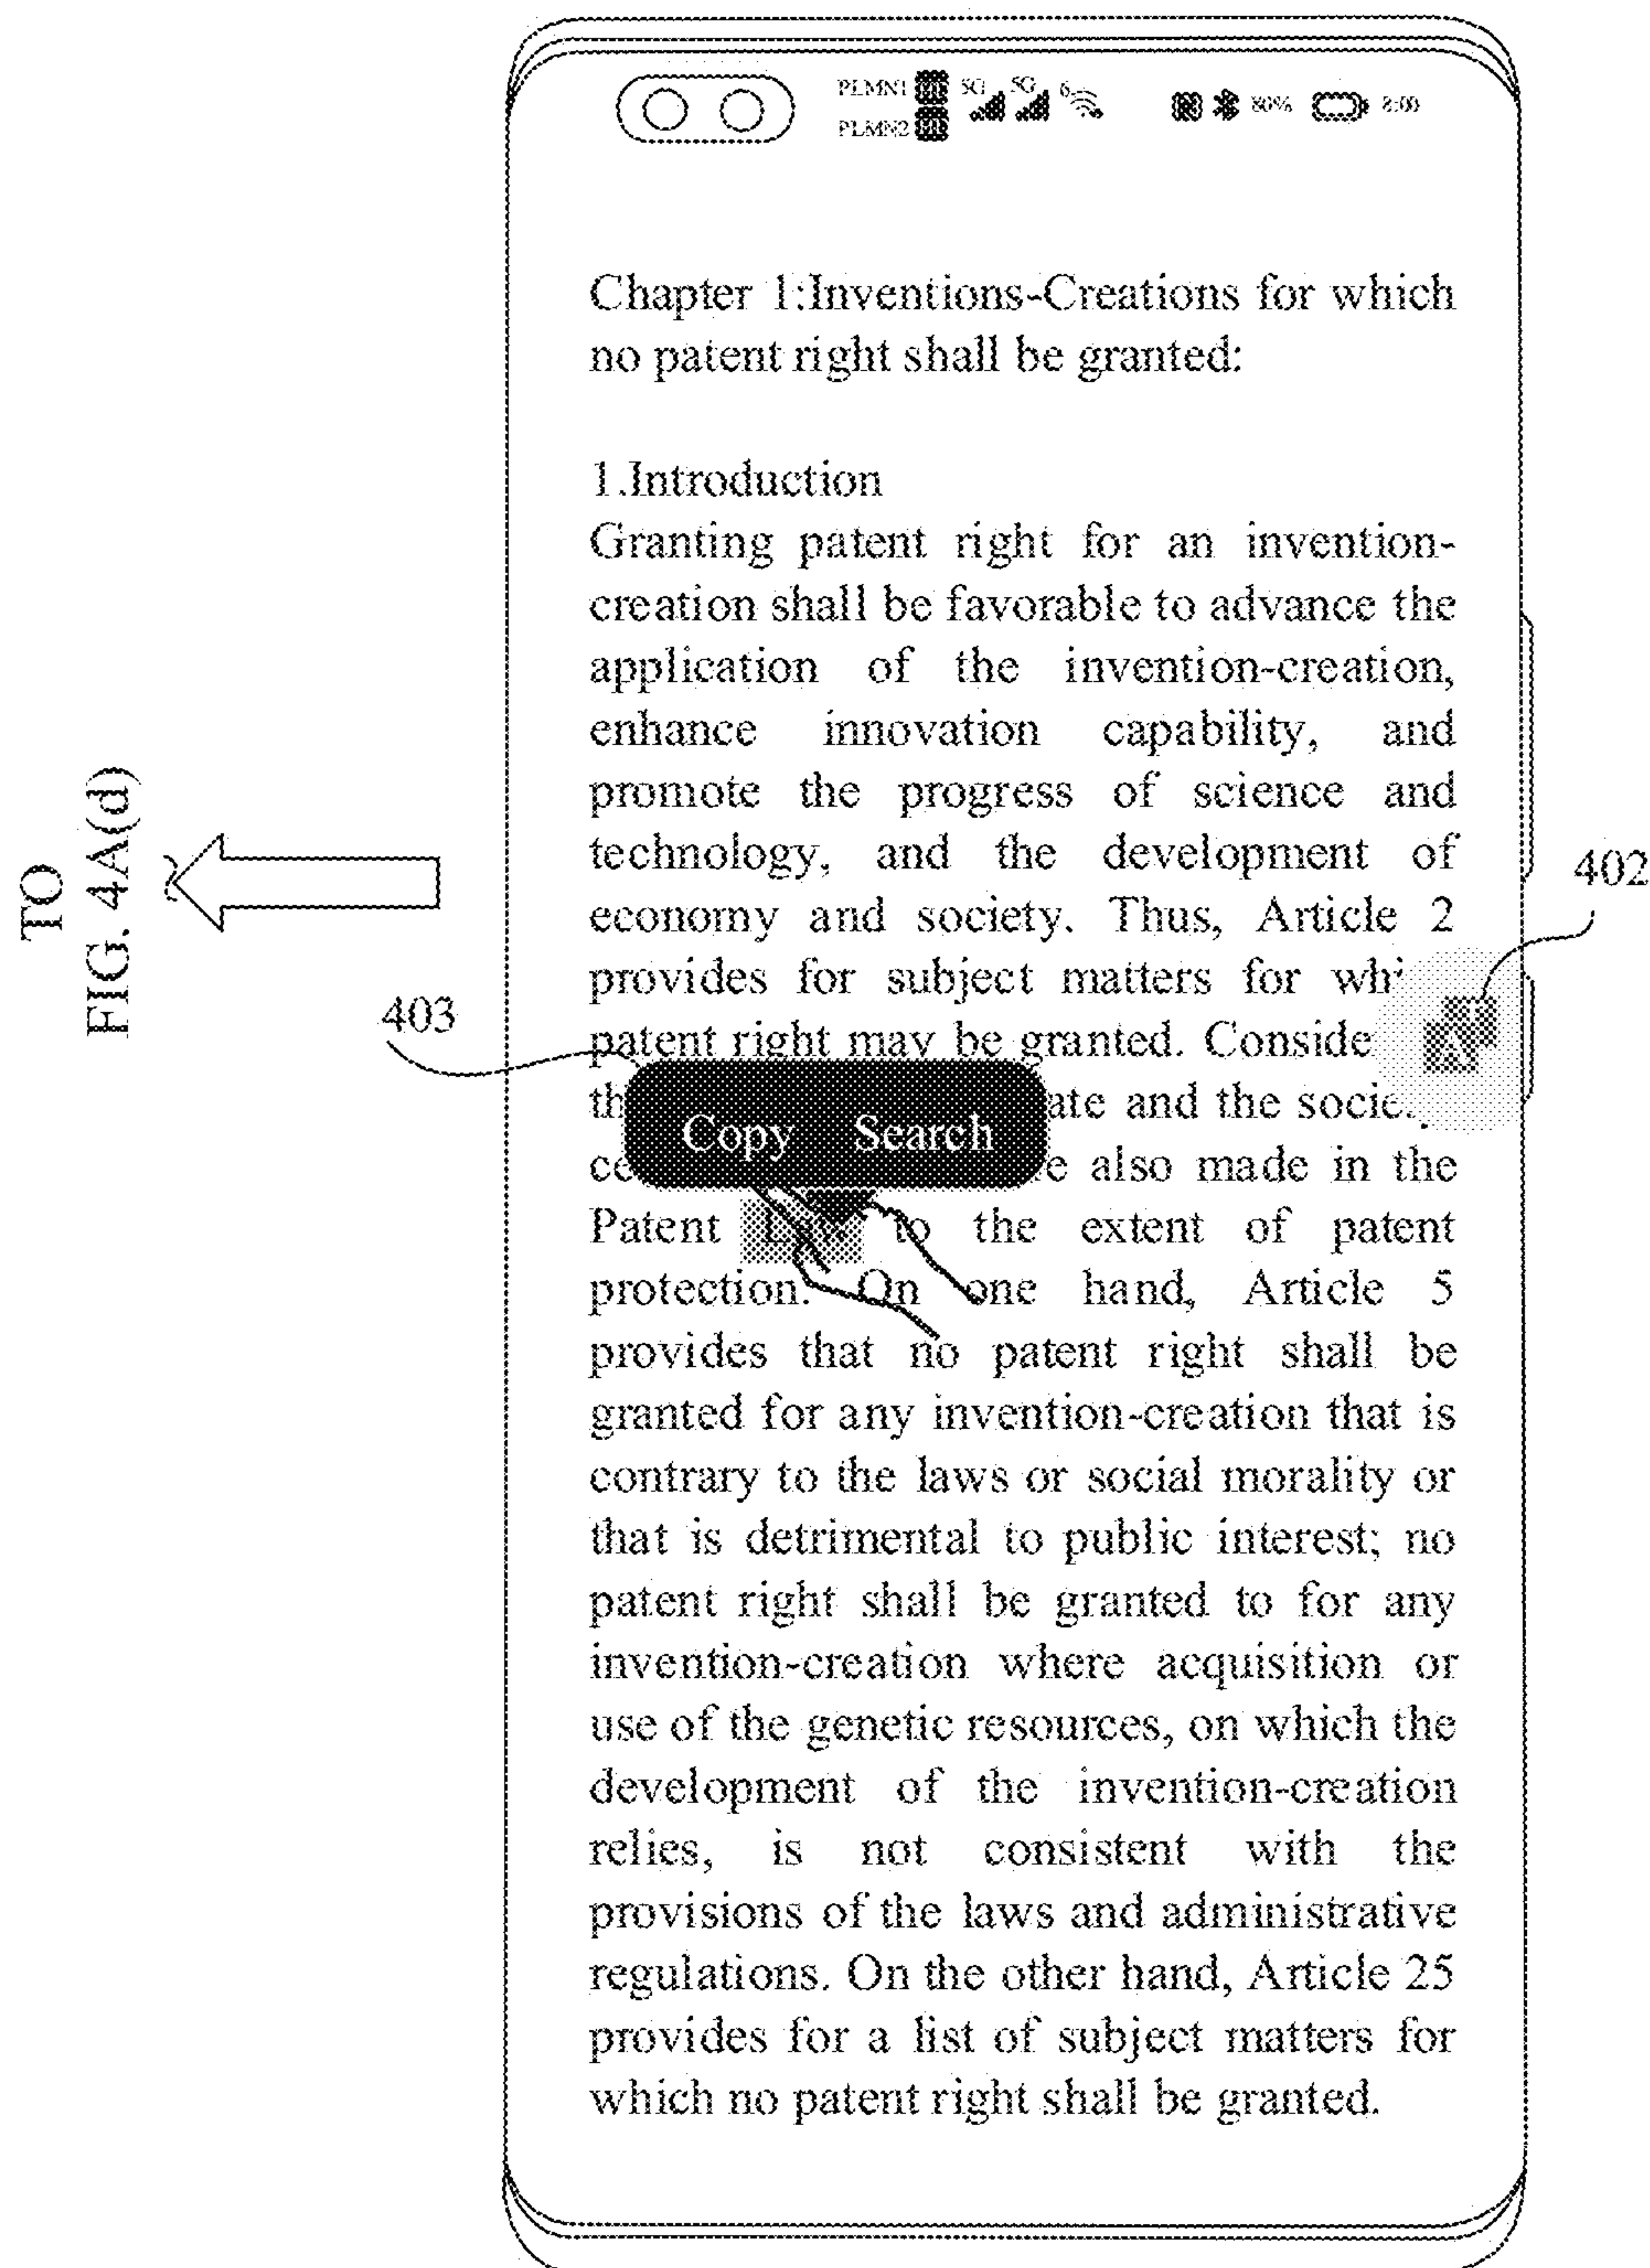 PLMN1 HD 5G 5G 6 80% 8:00
PLMN2 HD
Chapter 1:Inventions-Creations for which
no patent right shall be granted:
1.Introduction
Granting patent right for an invention-
creation shall be favorable to advance the
application of the invention-creation,
enhance innovation capability, and
promote the progress of science and
technology, and the development of
economy and society. Thus, Article 2
provides for subject matters for whi
patent right may be granted. Conside
th ate and the socie
ce e also made in the
Copy Search
Patent Law to the extent of patent
protection. On one hand, Article 5
provides that no patent right shall be
granted for any invention-creation that is
contrary to the laws or social morality or
that is detrimental to public interest; no
patent right shall be granted to for any
invention-creation where acquisition or
use of the genetic resources, on which the
development of the invention-creation
relies, is not consistent with the
provisions of the laws and administrative
regulations. On the other hand, Article 25
provides for a list of subject matters for
which no patent right shall be granted.
402
403
TO
FIG. 4A(d)